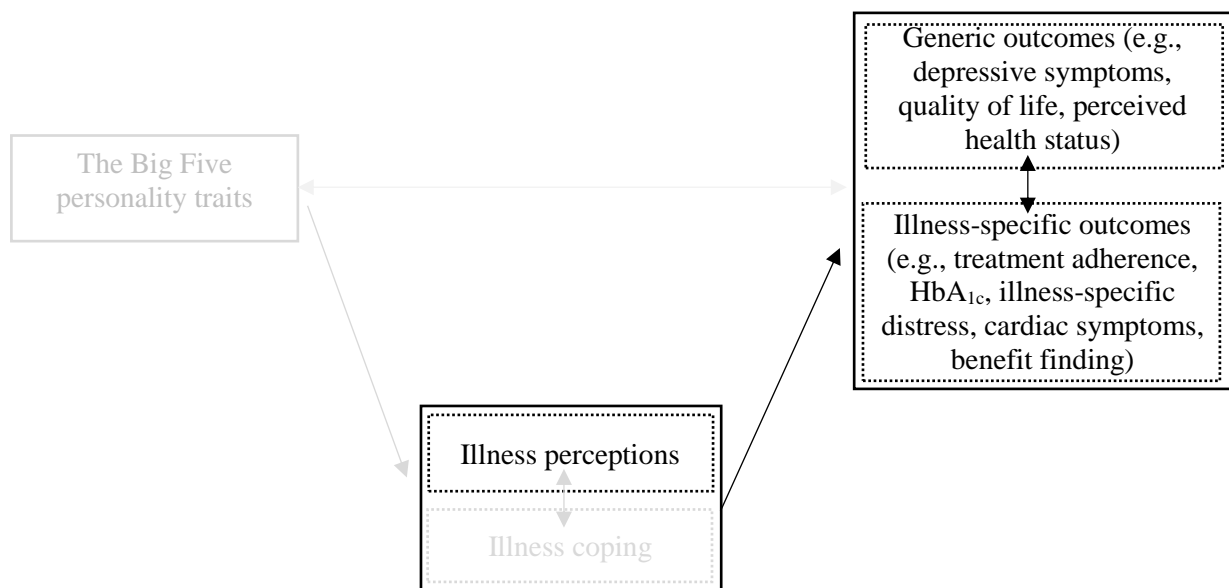 Generic outcomes (e.g.,
depressive symptoms,
quality of life, perceived
health status)
The Big Five
personality traits
Illness-specific outcomes
(e.g., treatment adherence,
HbA1c, illness-specific
distress, cardiac symptoms,
benefit finding)
Illness perceptions
Illness coping